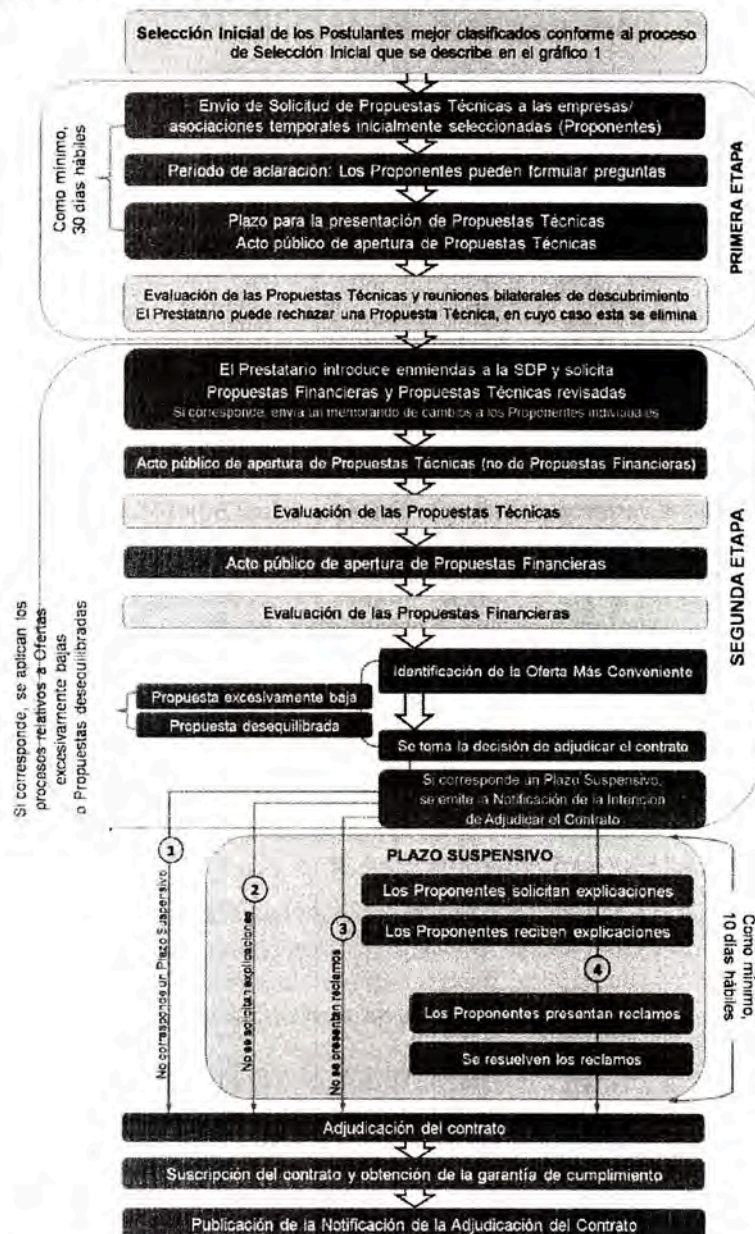 Selección Inicial de los Postulantes mejor clasificados conforme al proceso
de Selección Inicial que se describe en el gráfico 1
Como mínimo,
30 días hábiles
PRIMERA ETAPA
Envío de Solicitud de Propuestas Técnicas a las empresas/
asociaciones temporales inicialmente seleccionadas (Proponentes)
Periodo de aclaración: Los Proponentes pueden formular preguntas
Plazo para la presentación de Propuestas Técnicas
Acto público de apertura de Propuestas Técnicas
Evaluación de las Propuestas Técnicas y reuniones bilaterales de descubrimiento
El Prestatario puede rechazar una Propuesta Técnica, en cuyo caso esta se elimina
SEGUNDA ETAPA
El Prestatario introduce enmiendas a la SDP y solicita
Propuestas Financieras y Propuestas Técnicas revisadas
Si corresponde, envía un memorando de cambios a los Proponentes individuales
Acto público de apertura de Propuestas Técnicas (no de Propuestas Financieras)
Evaluación de las Propuestas Técnicas
Acto público de apertura de Propuestas Financieras
Evaluación de las Propuestas Financieras
Si corresponde, se aplican los
procesos relativos a Ofertas
excesivamente bajas
o Propuestas desequilibradas
Identificación de la Oferta Más Conveniente
Propuesta excesivamente baja
Propuesta desequilibrada
Se toma la decisión de adjudicar el contrato
Si corresponde un Plazo Suspensivo,
se emite la Notificación de la Intención
de Adjudicar el Contrato
1
No corresponde un Plazo Suspensivo
2
No se solicitan explicaciones
3
No se presentan reclamos
PLAZO SUSPENSIVO
Los Proponentes solicitan explicaciones
Los Proponentes reciben explicaciones
4
Los Proponentes presentan reclamos
Se resuelven los reclamos
Como mínimo,
10 días hábiles
Adjudicación del contrato
Suscripción del contrato y obtención de la garantía de cumplimiento
Publicación de la Notificación de la Adjudicación del Contrato